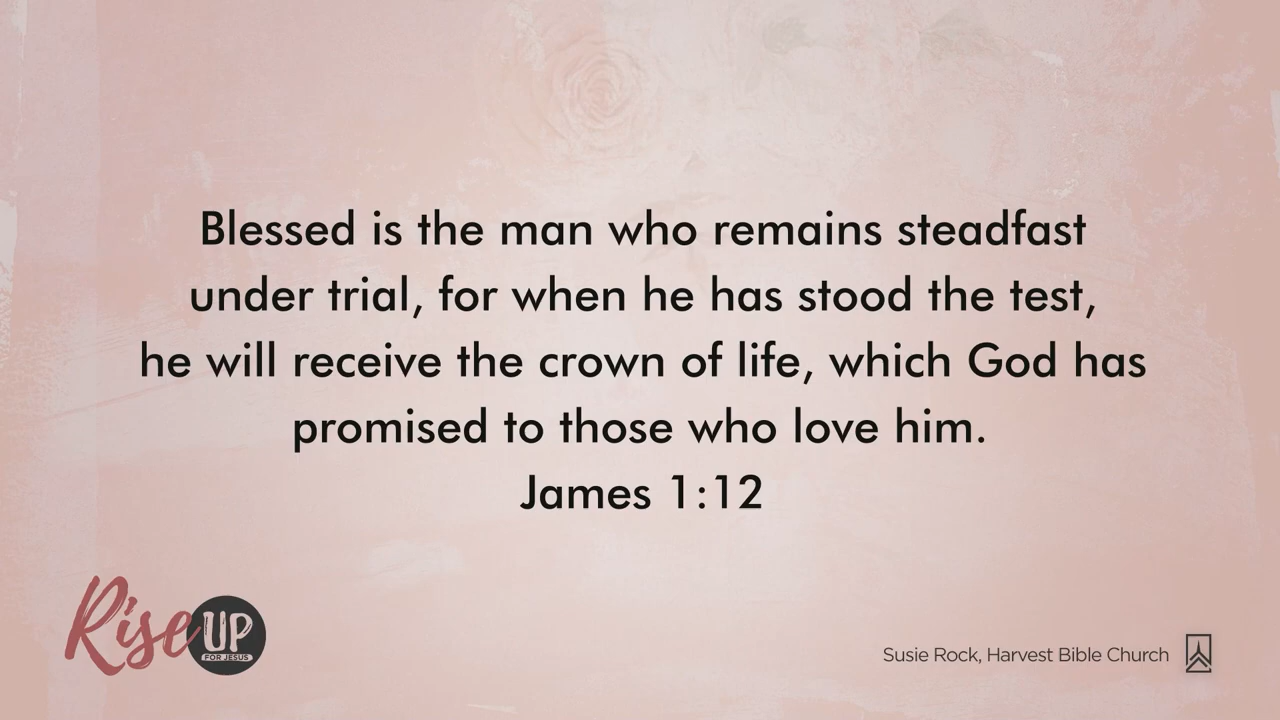 Blessed is the man who remains steadfast
under trial, for when he has stood the test,
he will receive the crown of life, which God has
promised to those who love him.
James 1:12
Rise UP
FOR JESUS
Susie Rock, Harvest Bible Church